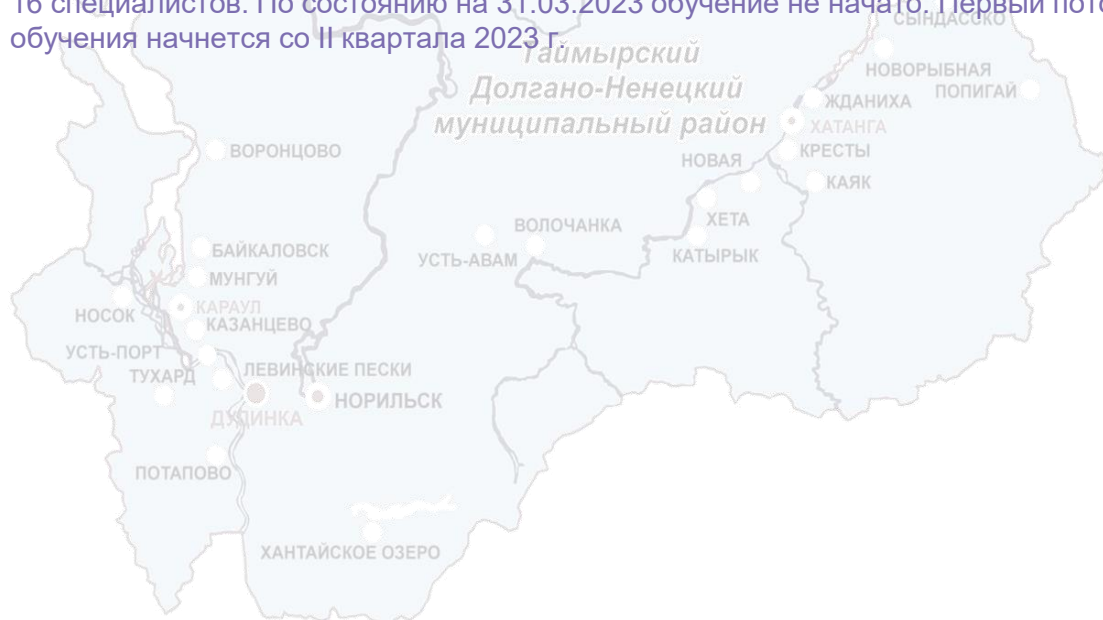 16 специалистов. По состоянию на 31.03.2023 обучение не начато. Первый пото
обучения начнется со II квартала 2023 г.
СЫНДАССКО
Таймырский
Долгано-Ненецкий
муниципальный район
НОВОРЫБНАЯ
ПОПИГАЙ
ЖДАНИХА
ХАТАНГА
КРЕСТЫ
НОВАЯ
КАЯК
ВОРОНЦОВО
ХЕТА
ВОЛОЧАНКА
КАТЫРЫК
УСТЬ-АВАМ
БАЙКАЛОВСК
МУНГУЙ
КАРАУЛ
НОСОК
КАЗАНЦЕВО
УСТЬ-ПОРТ
ТУХАРД
ЛЕВИНСКИЕ ПЕСКИ
НОРИЛЬСК
ДУДИНКА
ПОТАПОВО
ХАНТАЙСКОЕ ОЗЕРО